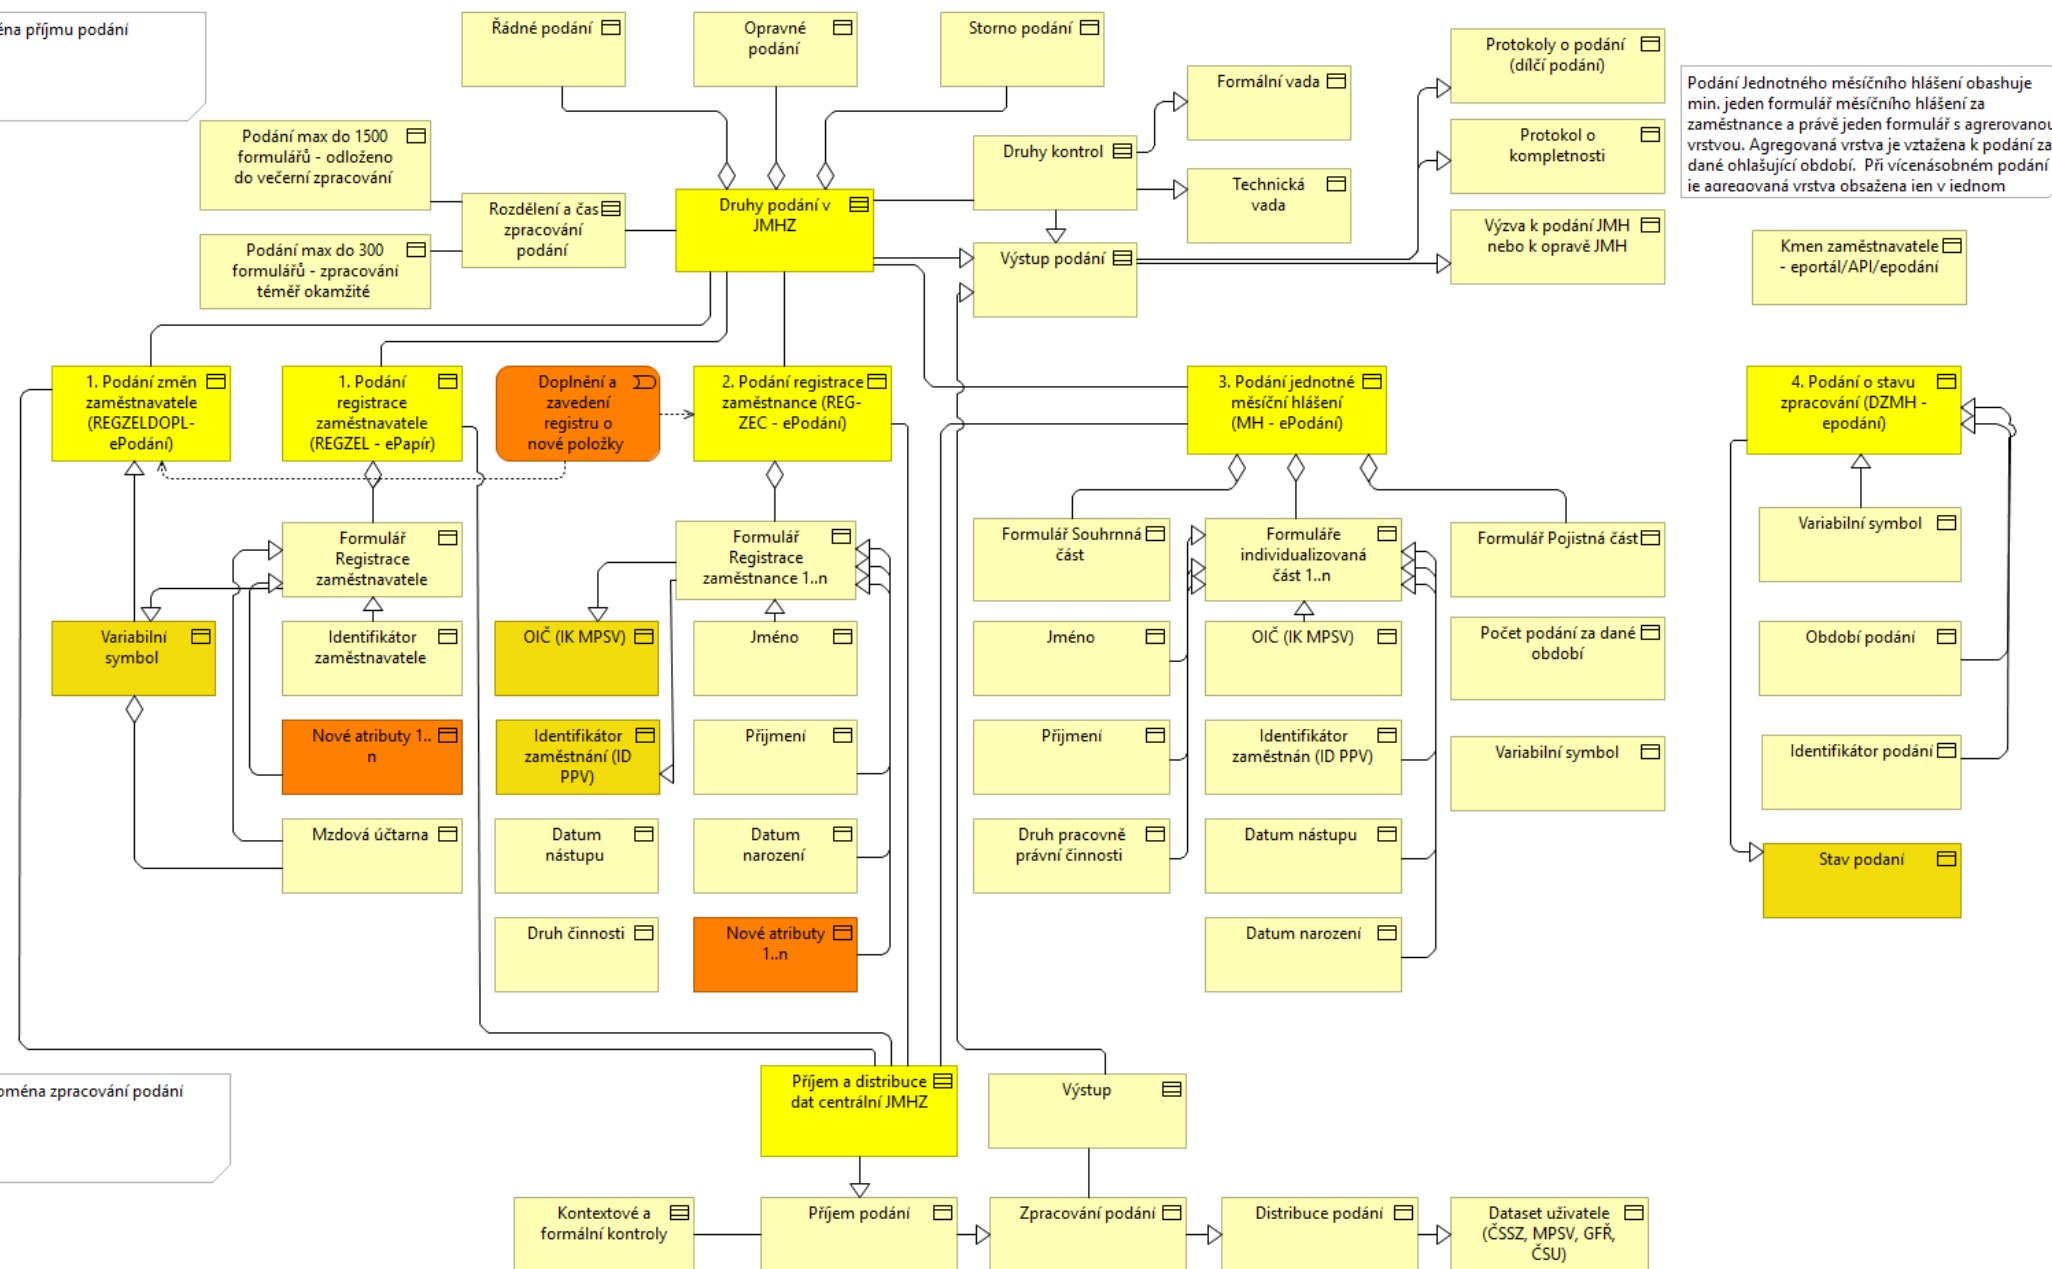 éna příjmu podání
Řádné podání
Opravné
podání
Storno podání
Protokoly o podání
(dílčí podání)
Formální vada
Podání Jednotného měsíčního hlášení obashuje
min. jeden formulář měsíčního hlášení za
zaměstnance a právě jeden formulář s agrerovanou
vrstvou. Agregovaná vrstva je vztažena k podání za
dané ohlašující období. Při vícenásobném podání
je agregovaná vrstva obsažena jen v jednom
Podání max do 1500
formulářů - odloženo
do večerní zpracování
Druhy kontrol
Protokol o
kompletnosti
Technická
vada
Rozdělení a čas
zpracování
podání
Druhy podání v
JMHZ
Výzva k podání JMH
nebo k opravě JMH
Podání max do 300
formulářů - zpracování
téměř okamžité
Výstup podání
Kmen zaměstnavatele
- eportál/API/epodání
1. Podání změn
zaměstnavatele
(REGZELDOPL-
ePodání)
1. Podání
registrace
zaměstnavatele
(REGZEL - ePapír)
Doplnění a
zavedení
registru o
nové položky
2. Podání registrace
zaměstnance (REG-
ZEC - ePodání)
3. Podání jednotné
měsíční hlášení
(MH - ePodání)
4. Podání o stavu
zpracování (DZMH -
epodání)
Formulář
Registrace
zaměstnavatele
Formulář
Registrace
zaměstnance 1..n
Formulář Souhrnná
část
Formuláře
individualizovaná
část 1..n
Formulář Pojistná část
Variabilní symbol
Variabilní
symbol
Identifikátor
zaměstnavatele
OIČ (IK MPSV)
Jméno
Jméno
OIČ (IK MPSV)
Počet podání za dané
období
Období podání
Nové atributy 1..
n
Identifikátor
zaměstnání (ID
PPV)
Přijmení
Přijmení
Identifikátor
zaměstnán (ID PPV)
Variabilní symbol
Identifikátor podání
Mzdová účtarna
Datum
nástupu
Datum
narození
Druh pracovně
právní činnosti
Datum nástupu
Stav podaní
Druh činnosti
Nové atributy
1..n
Datum narození
oména zpracování podání
Příjem a distribuce
dat centrální JMHZ
Výstup
Kontextové a
formální kontroly
Příjem podání
Zpracování podání
Distribuce podání
Dataset uživatele
(ČSSZ, MPSV, GFŘ,
ČSU)